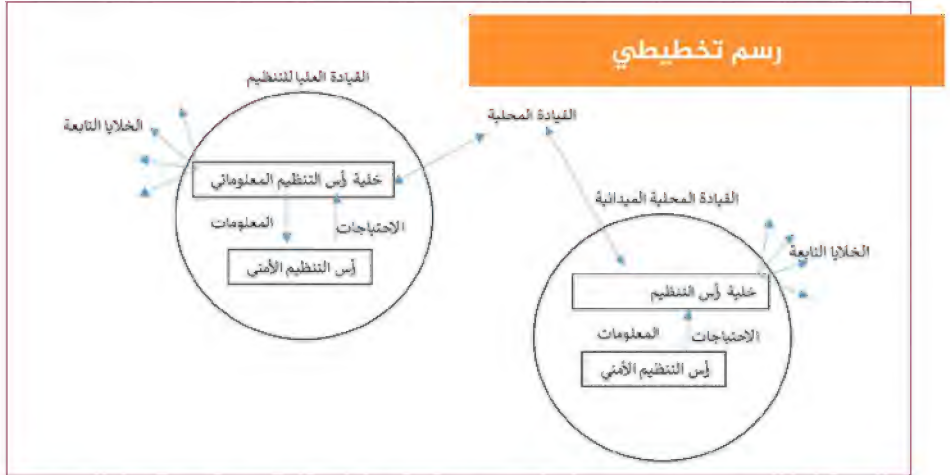 رسم تخطيطي
القيادة العليا للتنظيم
الخلايا التابعة
خلية رأس التنظيم المعلوماتي
المعلومات
الاحتياجات
رأس التنظيم الأمني
القيادة المحلية
القيادة المحلية الميدانية
الخلايا التابعة
خلية رأس التنظيم
المعلومات
الاحتياجات
رأس التنظيم الأمني